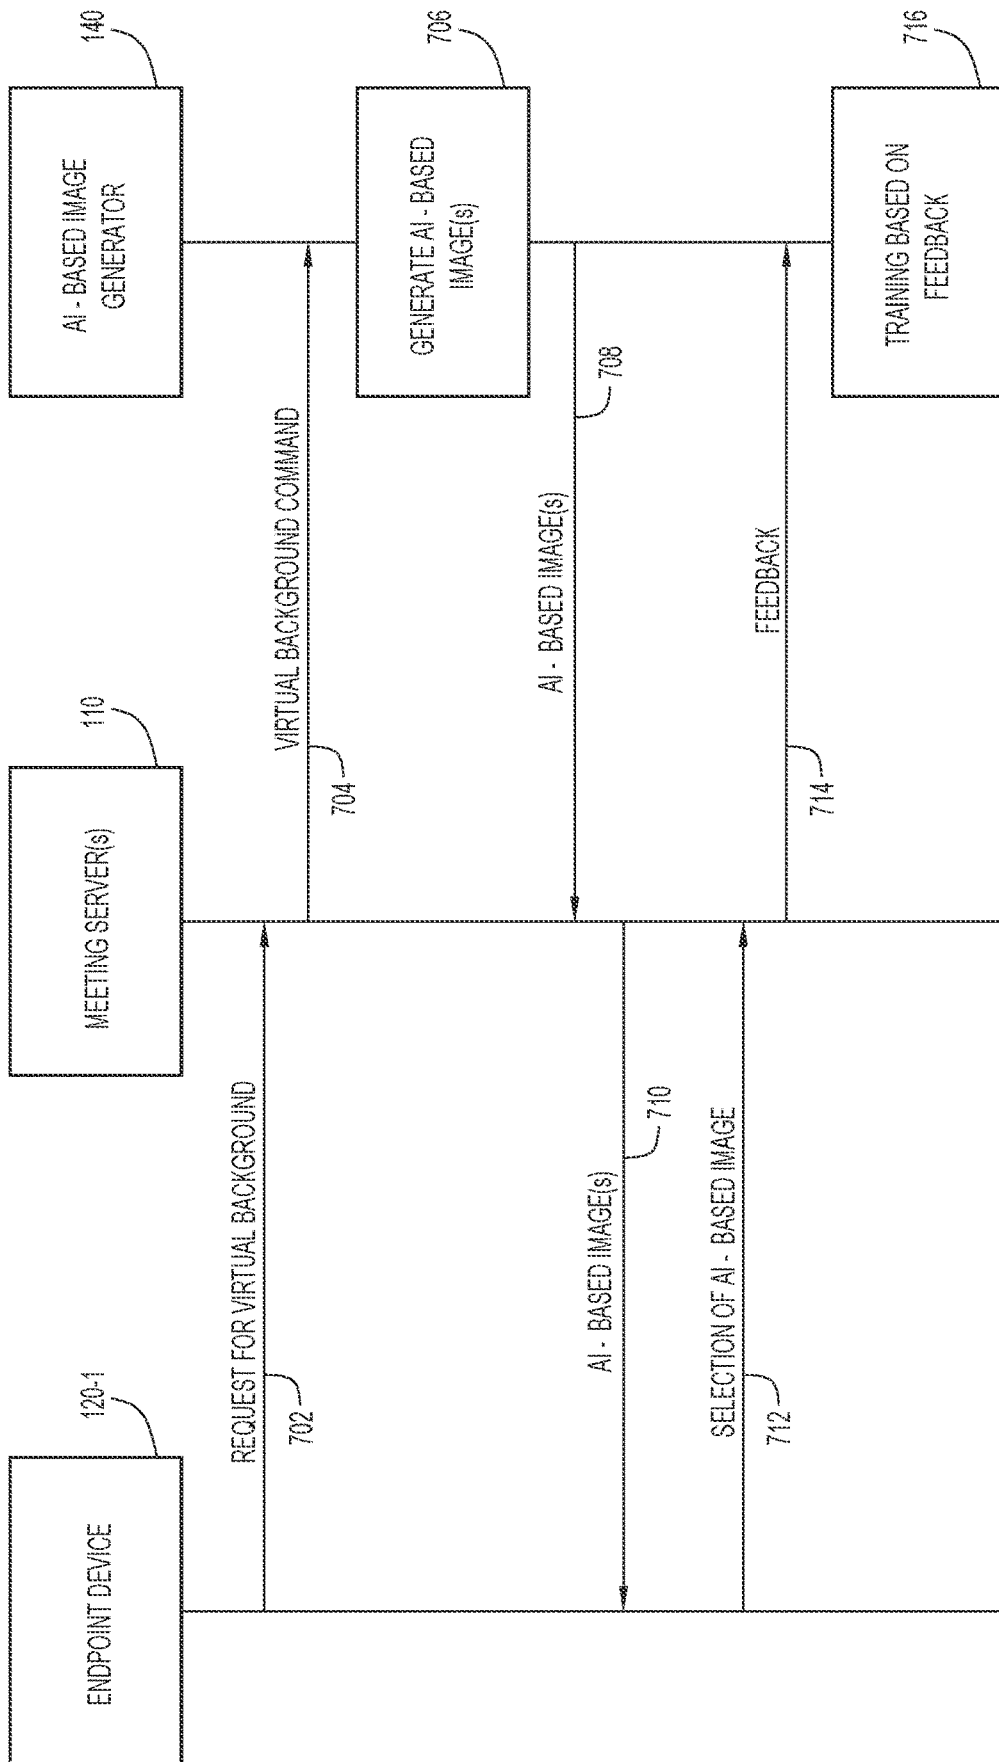 ENDPOINT DEVICE
120-1
MEETING SERVER(s)
110
AI - BASED IMAGE
GENERATOR
140
REQUEST FOR VIRTUAL BACKGROUND
702
VIRTUAL BACKGROUND COMMAND
704
GENERATE AI - BASED
IMAGE(s)
706
AI - BASED IMAGE(s)
708
AI - BASED IMAGE(s)
710
SELECTION OF AI - BASED IMAGE
712
FEEDBACK
714
TRAINING BASED ON
FEEDBACK
716